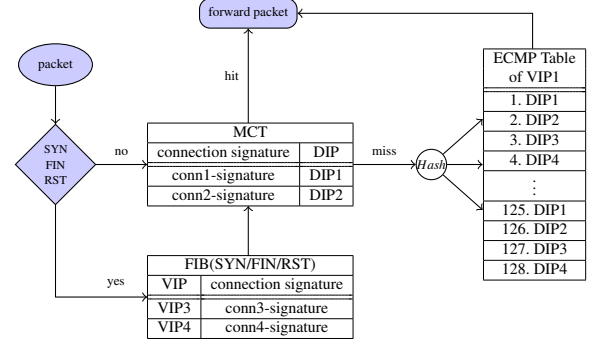 forward packet
packet
hit
SYN
FIN
RST
no
yes
MCT
connection signature DIP
conn1-signature DIP1
conn2-signature DIP2
miss
Hash
FIB(SYN/FIN/RST)
VIP connection signature
VIP3 conn3-signature
VIP4 conn4-signature
ECMP Table
of VIP1
1. DIP1
2. DIP2
3. DIP3
4. DIP4
⋮
125. DIP1
126. DIP2
127. DIP3
128. DIP4